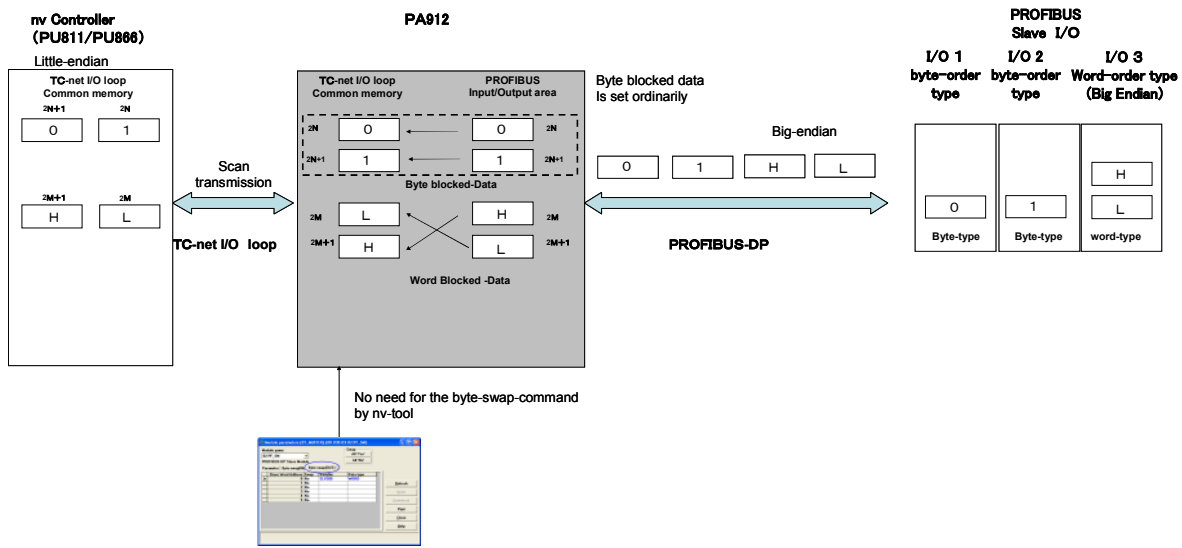 nv Controller
(PU811/PU866)
Little-endian
TC-net I/O loop
Common memory
2N+1 2N
0 1
2M+1 2M
H L
Scan
transmission
TC-net I/O loop
PA912
TC-net I/O loop
Common memory
PROFIBUS
Input/Output area
2N 0 0 2N
2N+1 1 1 2N+1
Byte blocked-Data
2M L H 2M
2M+1 H L 2M+1
Word Blocked -Data
Byte blocked data
Is set ordinarily
Big-endian
0 1 H L
PROFIBUS-DP
PROFIBUS
Slave I/O
I/O 1
byte-order
type
I/O 2
byte-order
type
I/O 3
Word-order type
(Big Endian)
0
Byte-type
1
Byte-type
H
L
word-type
No need for the byte-swap-command
by nv-tool